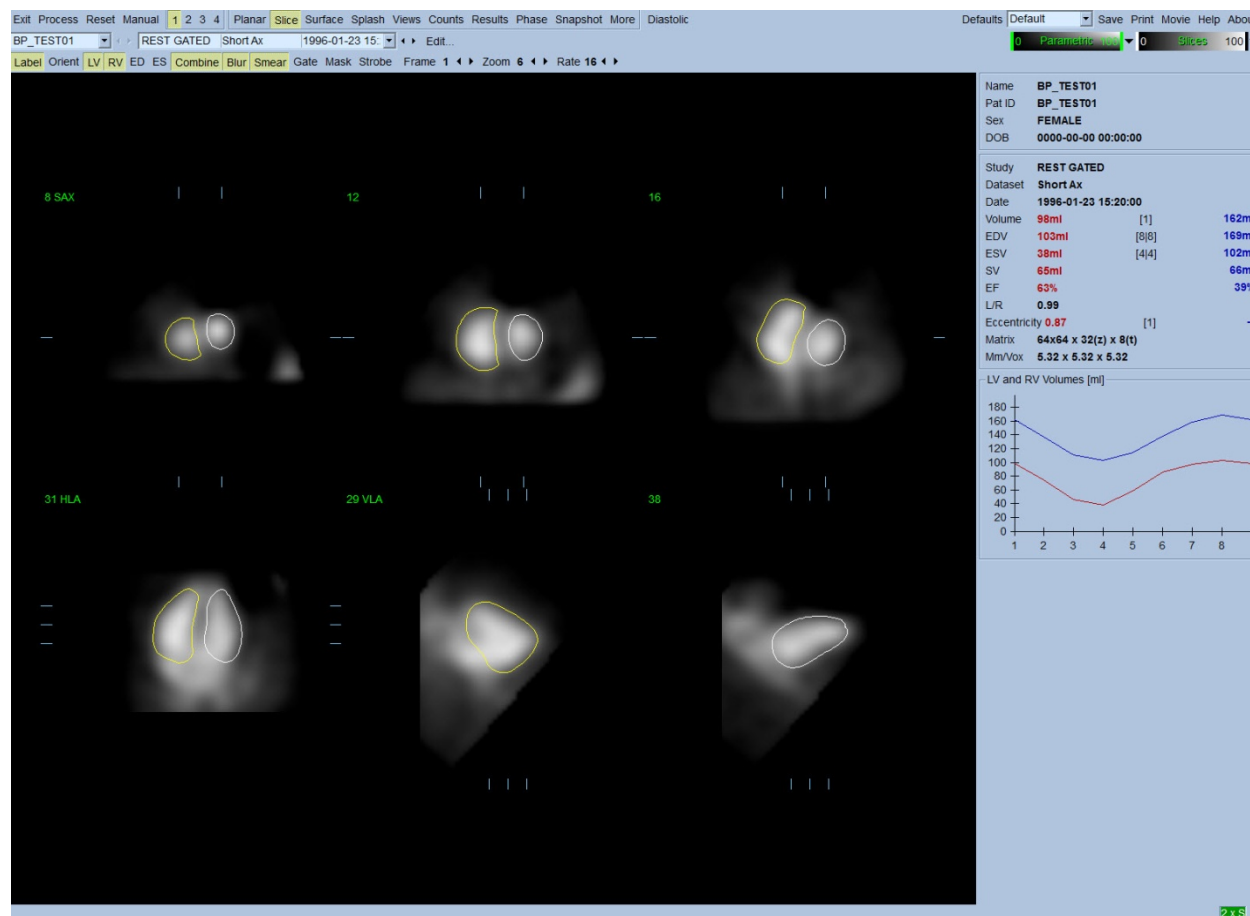 Exit Process Reset Manual 1 2 3 4 Planar Slice Surface Splash Views Counts Results Phase Snapshot More Diastolic Defaults Default Save Print Movie Help Abou
BP_TEST01 REST GATED Short Ax 1996-01-23 15: Edit... 0 Parametric 100 0 Slices 100
Label Orient LV RV ED ES Combine Blur Smear Gate Mask Strobe Frame 1 Zoom 6 Rate 16
Name BP_TEST01
Pat ID BP_TEST01
Sex FEMALE
DOB 0000-00-00 00:00:00
Study REST GATED
Dataset Short Ax
Date 1996-01-23 15:20:00
Volume 98ml [1] 162m
EDV 103ml [8|8] 169m
ESV 38ml [4|4] 102m
SV 65ml 66m
EF 63% 39%
L/R 0.99
Eccentricity 0.87 [1]
Matrix 64x64 x 32(z) x 8(t)
Mm/Vox 5.32 x 5.32 x 5.32
LV and RV Volumes [ml]
180
160
140
120
100
80
60
40
20
0
1 2 3 4 5 6 7 8
8 SAX 12 16
31 HLA 29 VLA 38
2 x S